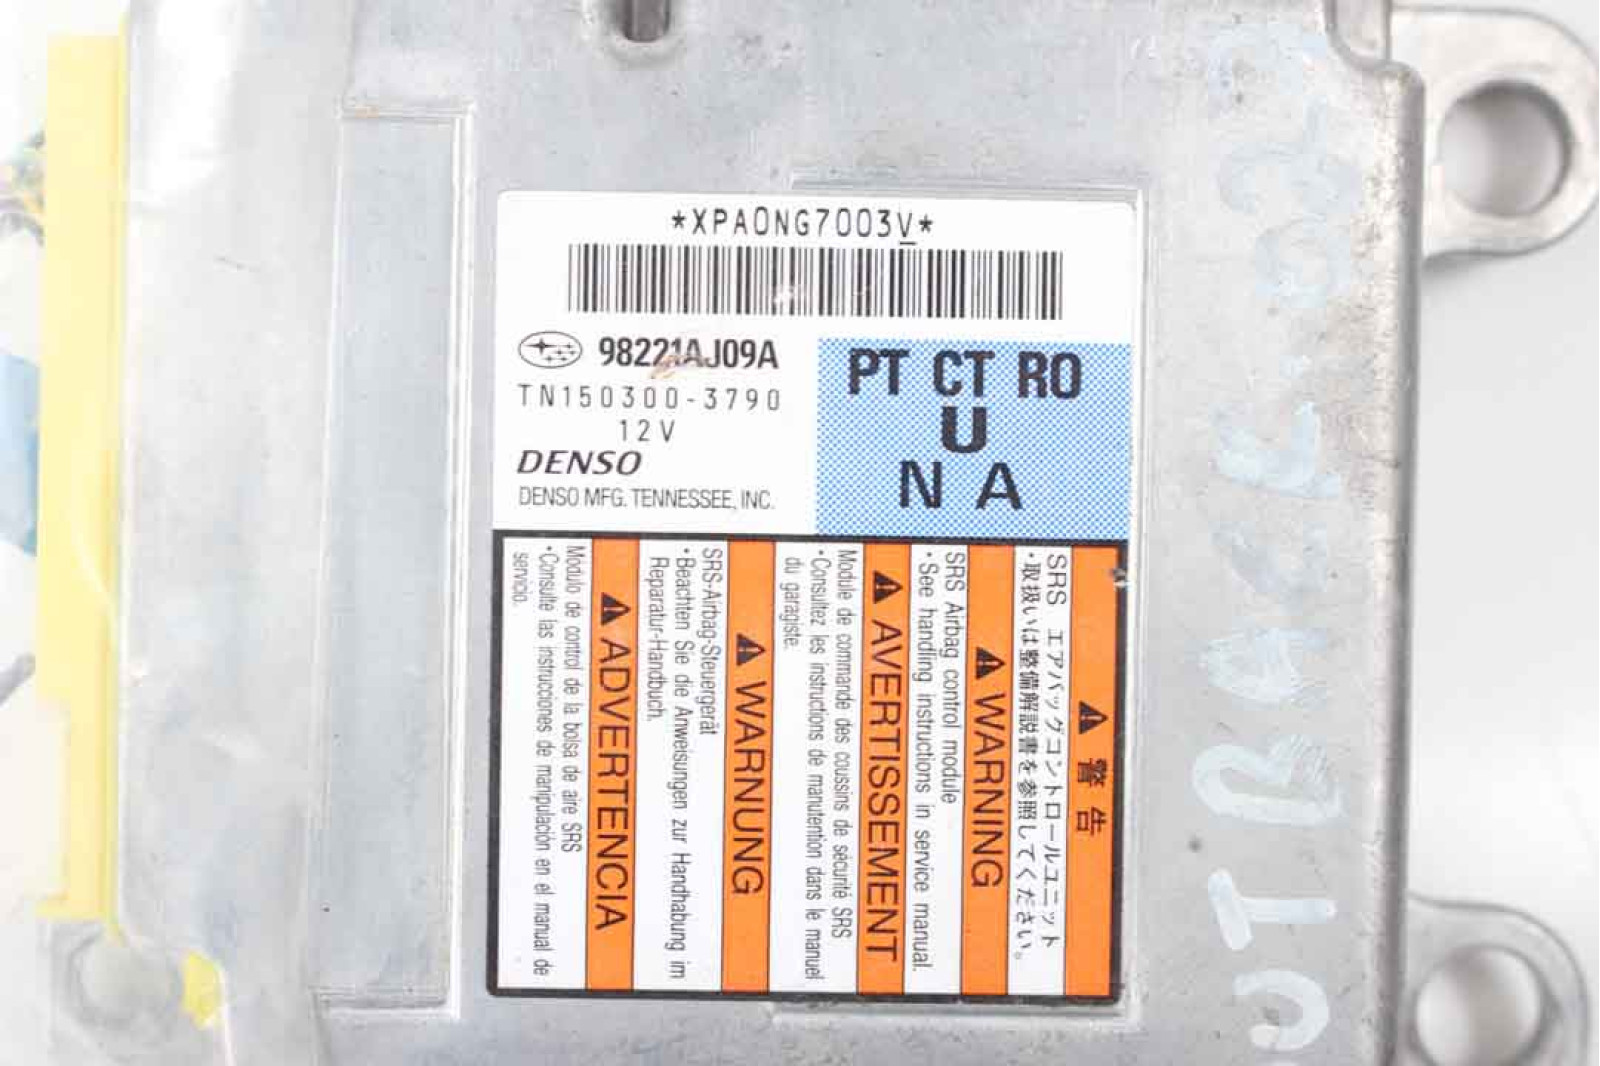 *XPA0NG7003V*
98221AJ09A
TN150300-3790
12V
DENSO
DENSO MFG. TENNESSEE, INC.
PT CT RO
U
N A
⚠ 警告
SRS エアバッグコントロールユニット
・取扱いは整備解説書を参照してください。
⚠ WARNING
SRS Airbag control module
・See handling instructions in service manual.
⚠ AVERTISSEMENT
Module de commande des coussins de sécurité SRS
・Consultez les instructions de manutention dans le manuel
du garagiste.
⚠ WARNUNG
SRS-Airbag-Steuergerät
・Beachten Sie die Anweisungen zur Handhabung im
Reparatur-Handbuch.
⚠ ADVERTENCIA
Modulo de control de la bolsa de aire SRS
・Consulte las instrucciones de manipulación en el manual de
servicio.